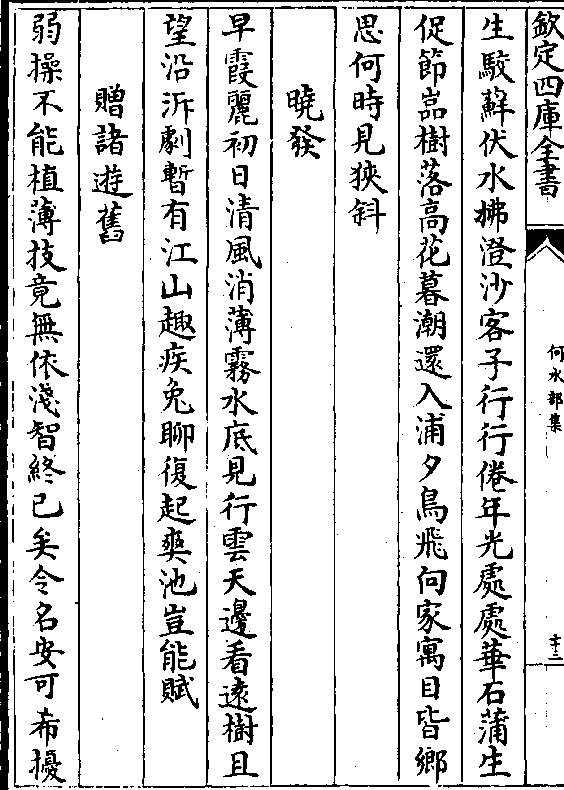 欽定四庫全書
何水部集
十三
生駮蘚伏水拂澄沙客子行行倦年光處處華石蒲生
促節嵓樹落高花暮潮還入浦夕鳥飛向家寓目皆鄉
思何時見狹斜
曉發
早霞麗初日清風消薄霧水底見行雲天邊看遠樹且
望沿泝劇暫有江山趣疾兔聊復起爽池豈能賦
贈諸遊舊
弱操不能植薄技竟無依淺智終已矣令名安可希擾